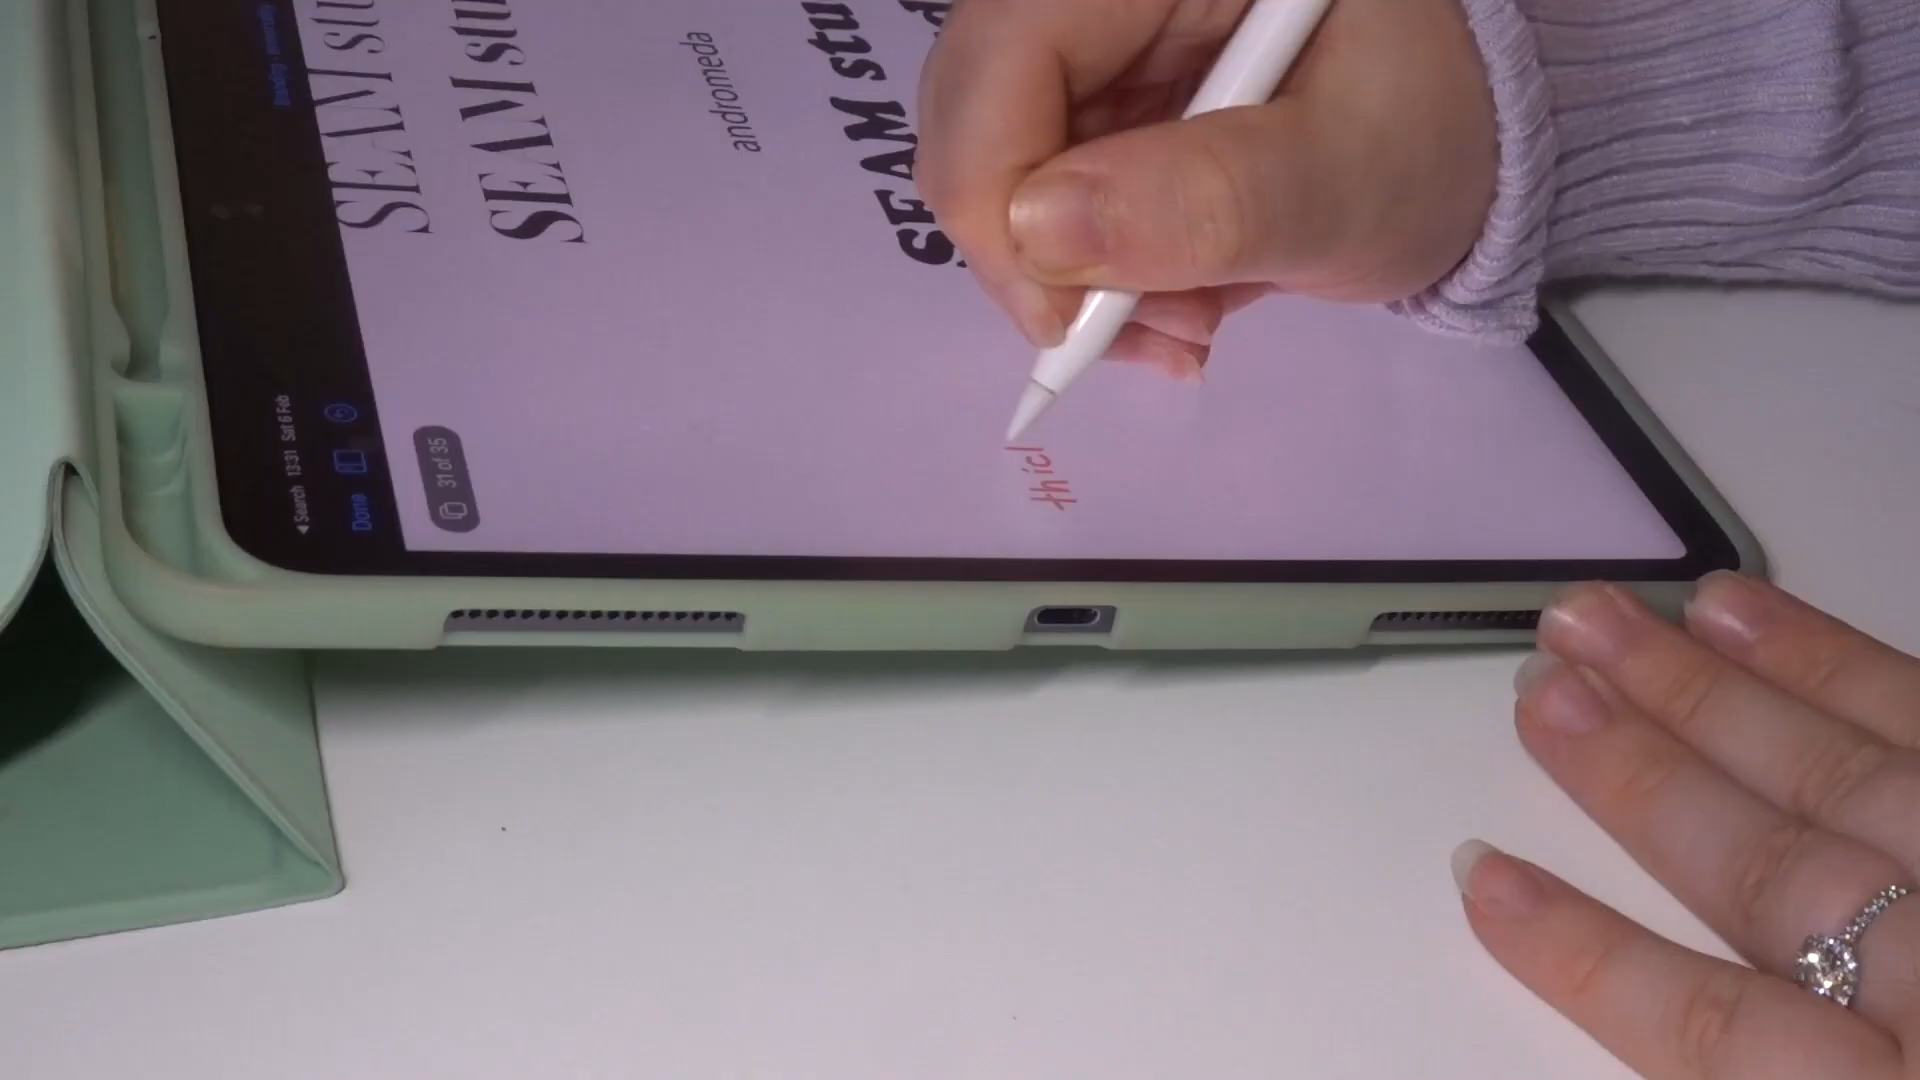 ◀ Search 13:31 Sat 6 Feb
Done
31 of 35
SEAM stu
SEAM stu
andromeda
SEAM stu
thicl